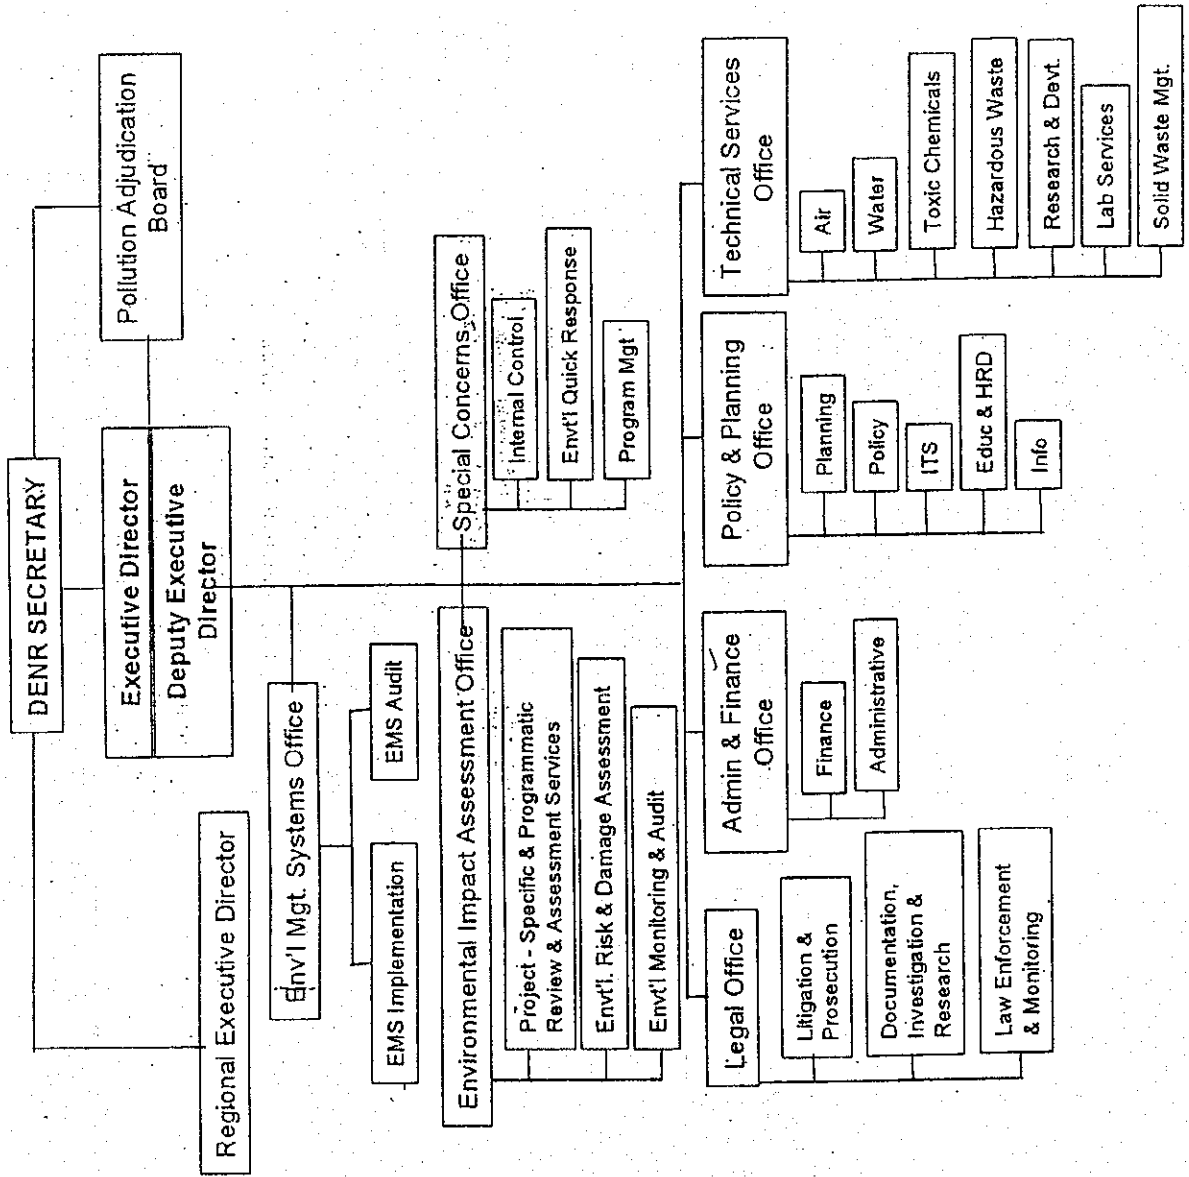 DENR SECRETARY
Regional Executive Director
Executive Director
Deputy Executive
Director
Pollution Adjudication
Board
Env'l Mgt. Systems Office
EMS Implementation
EMS Audit
Environmental Impact Assessment Office
Project - Specific & Programmatic
Review & Assessment Services
Envt'l. Risk & Damage Assessment
Envt'l Monitoring & Audit
Special Concerns Office
Internal Control
Envt'l Quick Response
Program Mgt
Legal Office
Litigation &
Prosecution
Documentation,
Investigation &
Research
Law Enforcement
& Monitoring
Admin & Finance
Office
Finance
Administrative
Policy & Planning
Office
Planning
Policy
ITS
Educ & HRD
Info
Technical Services
Office
Air
Water
Toxic Chemicals
Hazardous Waste
Research & Devt.
Lab Services
Solid Waste Mgt.